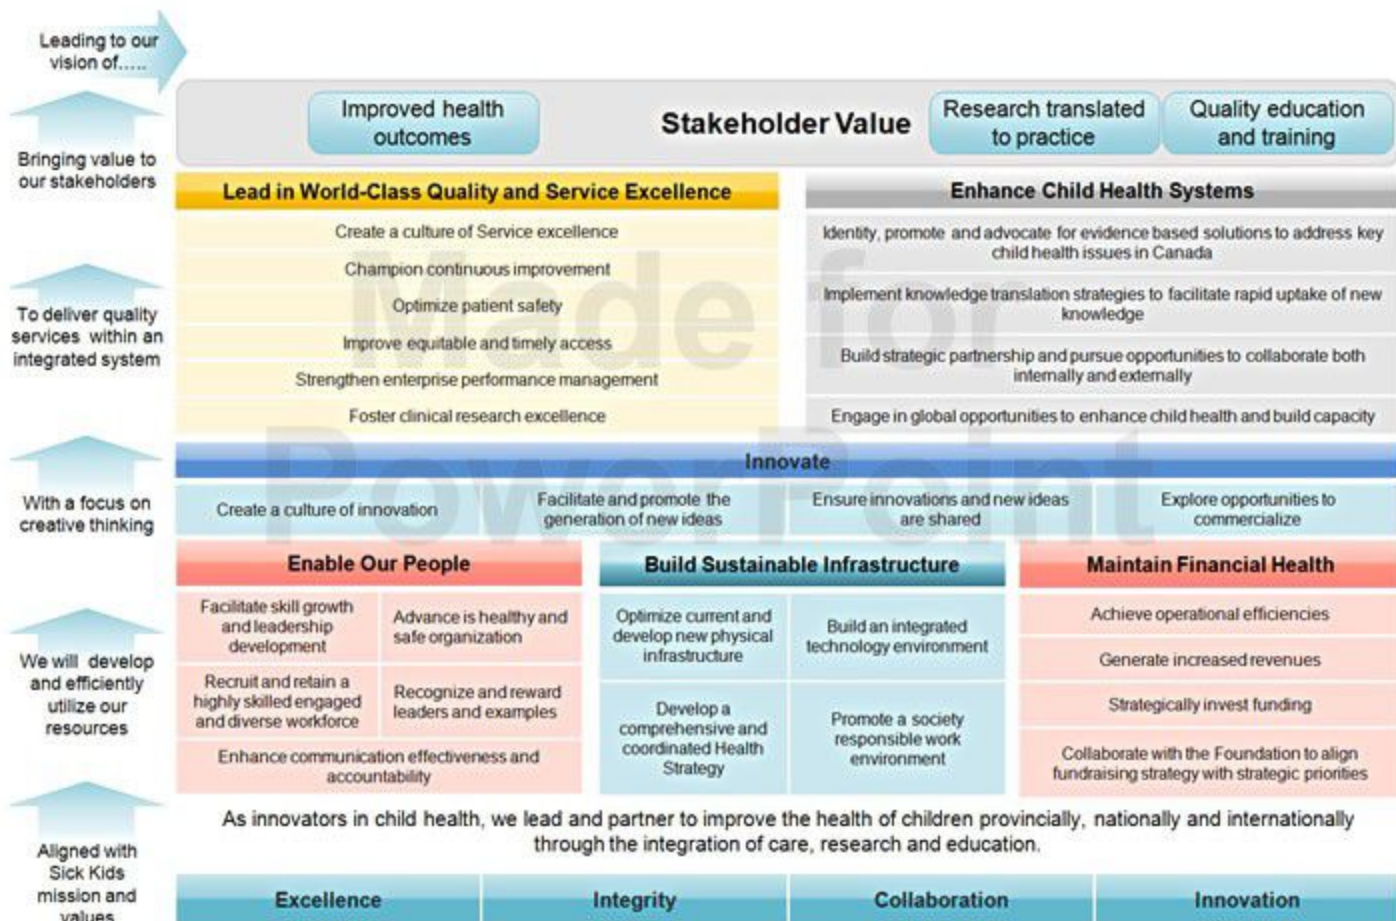 Leading to our
vision of.....
Improved health
outcomes
Stakeholder Value
Research translated
to practice
Quality education
and training
Bringing value to
our stakeholders
Lead in World-Class Quality and Service Excellence
Create a culture of Service excellence
Champion continuous improvement
Optimize patient safety
Improve equitable and timely access
Strengthen enterprise performance management
Foster clinical research excellence
Enhance Child Health Systems
Identity, promote and advocate for evidence based solutions to address key
child health issues in Canada
Implement knowledge translation strategies to facilitate rapid uptake of new
knowledge
Build strategic partnership and pursue opportunities to collaborate both
internally and externally
Engage in global opportunities to enhance child health and build capacity
To deliver quality
services within an
integrated system
Made for
PowerPoint
Innovate
With a focus on
creative thinking
Create a culture of innovation
Facilitate and promote the
generation of new ideas
Ensure innovations and new ideas
are shared
Explore opportunities to
commercialize
Enable Our People
Facilitate skill growth
and leadership
development
Advance is healthy and
safe organization
Recruit and retain a
highly skilled engaged
and diverse workforce
Recognize and reward
leaders and examples
Enhance communication effectiveness and
accountability
Build Sustainable Infrastructure
Optimize current and
develop new physical
infrastructure
Build an integrated
technology environment
Develop a
comprehensive and
coordinated Health
Strategy
Promote a society
responsible work
environment
Maintain Financial Health
Achieve operational efficiencies
Generate increased revenues
Strategically invest funding
Collaborate with the Foundation to align
fundraising strategy with strategic priorities
We will develop
and efficiently
utilize our
resources
As innovators in child health, we lead and partner to improve the health of children provincially, nationally and internationally
through the integration of care, research and education.
Aligned with
Sick Kids
mission and
values
Excellence
Integrity
Collaboration
Innovation